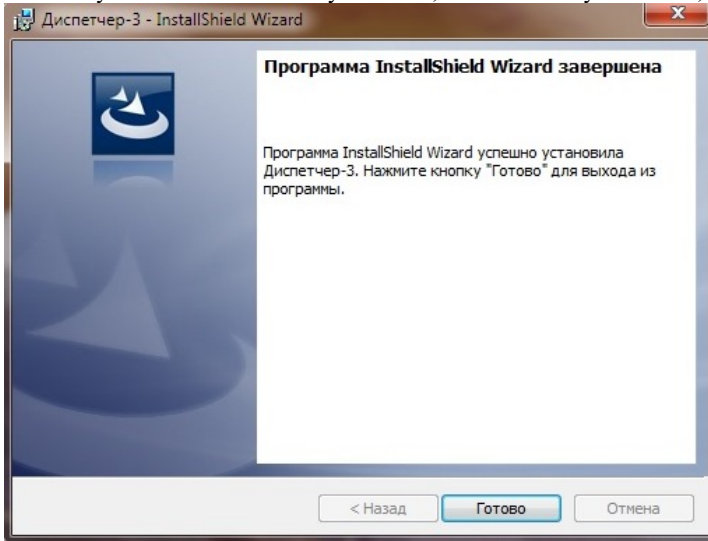 Диспетчер-3 - InstallShield Wizard
Программа InstallShield Wizard завершена
Программа InstallShield Wizard успешно установила
Диспетчер-3. Нажмите кнопку "Готово" для выхода из
программы.
< Назад
Готово
Отмена